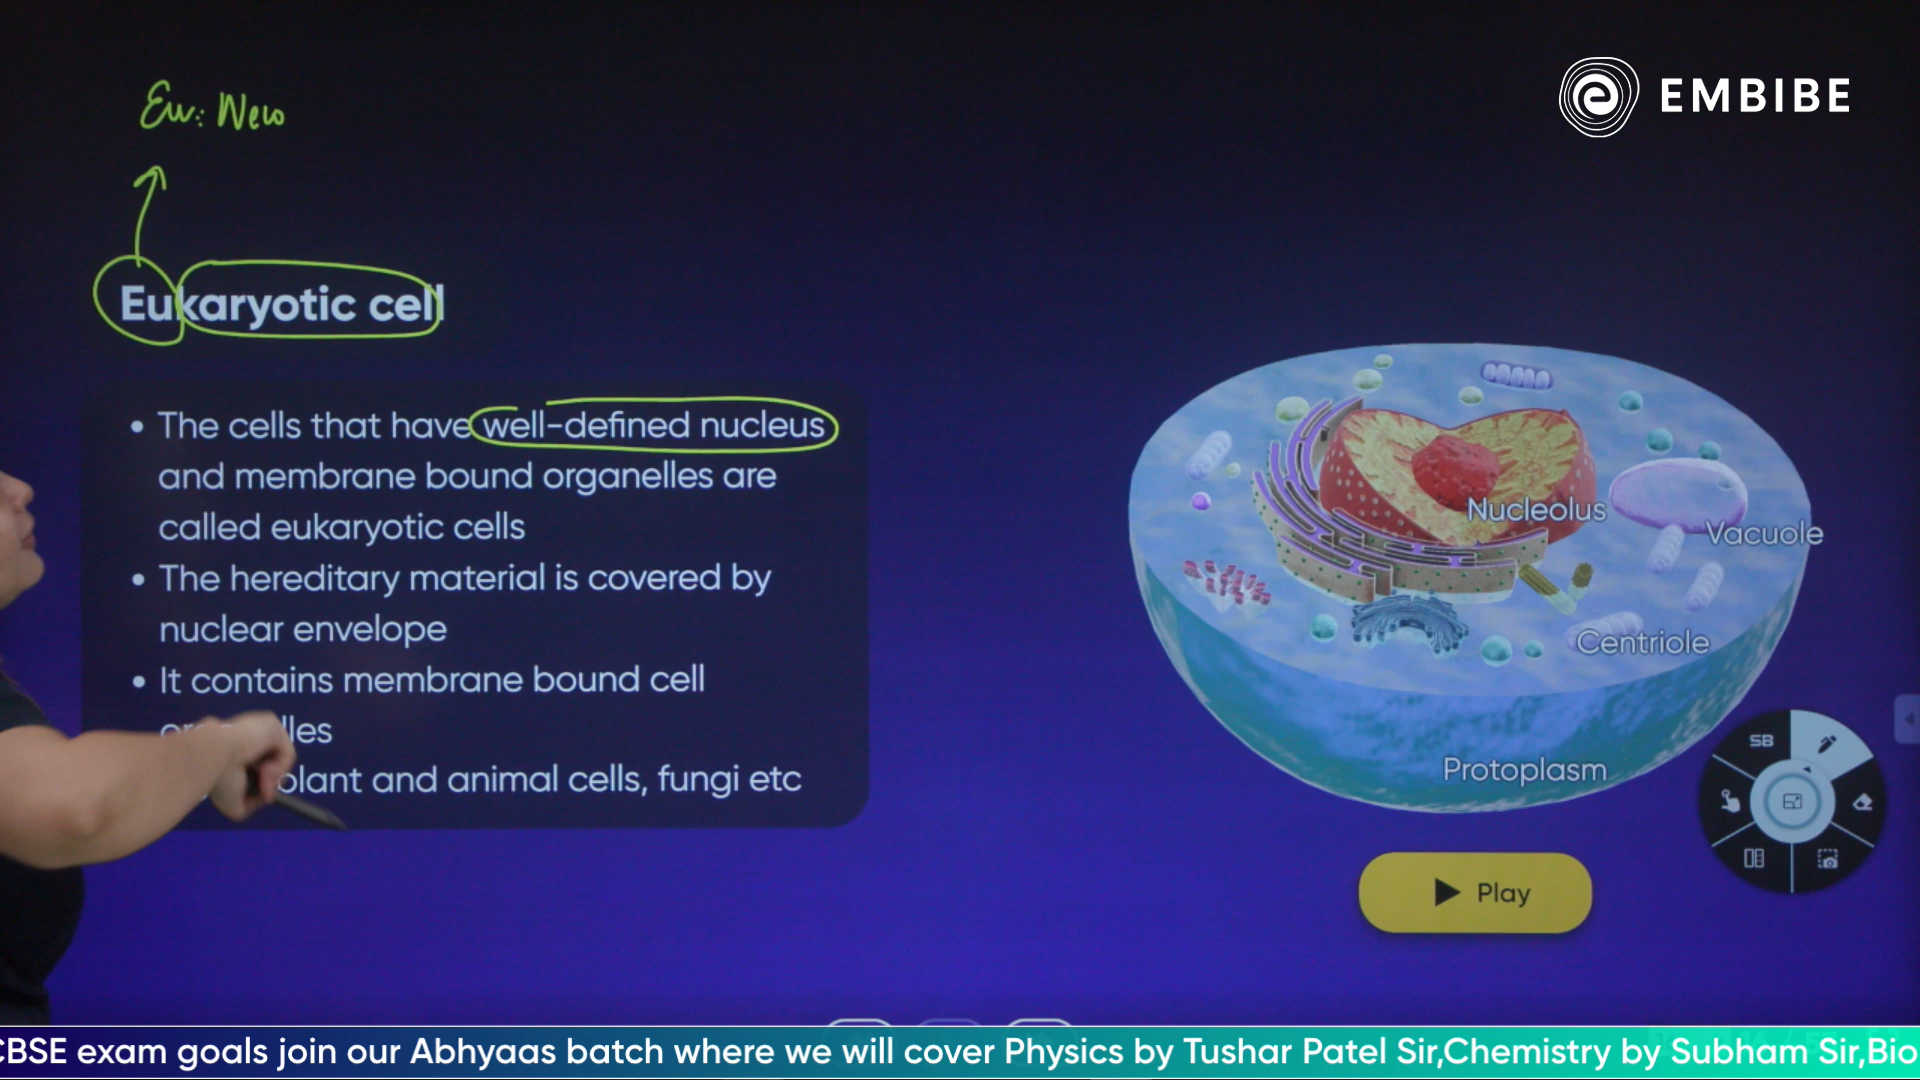 Eu: New
EMBIBE
Eukaryotic cell
• The cells that have well-defined nucleus
and membrane bound organelles are
called eukaryotic cells
• The hereditary material is covered by
nuclear envelope
• It contains membrane bound cell
lles
plant and animal cells, fungi etc
Nucleolus
Vacuole
Centriole
Protoplasm
SB
Play
CBSE exam goals join our Abhyaas batch where we will cover Physics by Tushar Patel Sir,Chemistry by Subham Sir,Bio